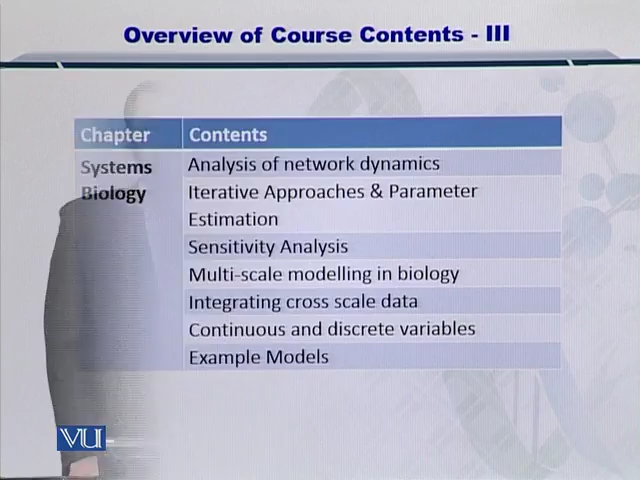 Overview of Course Contents - III
Chapter
Contents
Systems
Biology
Analysis of network dynamics
Iterative Approaches & Parameter
Estimation
Sensitivity Analysis
Multi-scale modelling in biology
Integrating cross scale data
Continuous and discrete variables
Example Models
VU